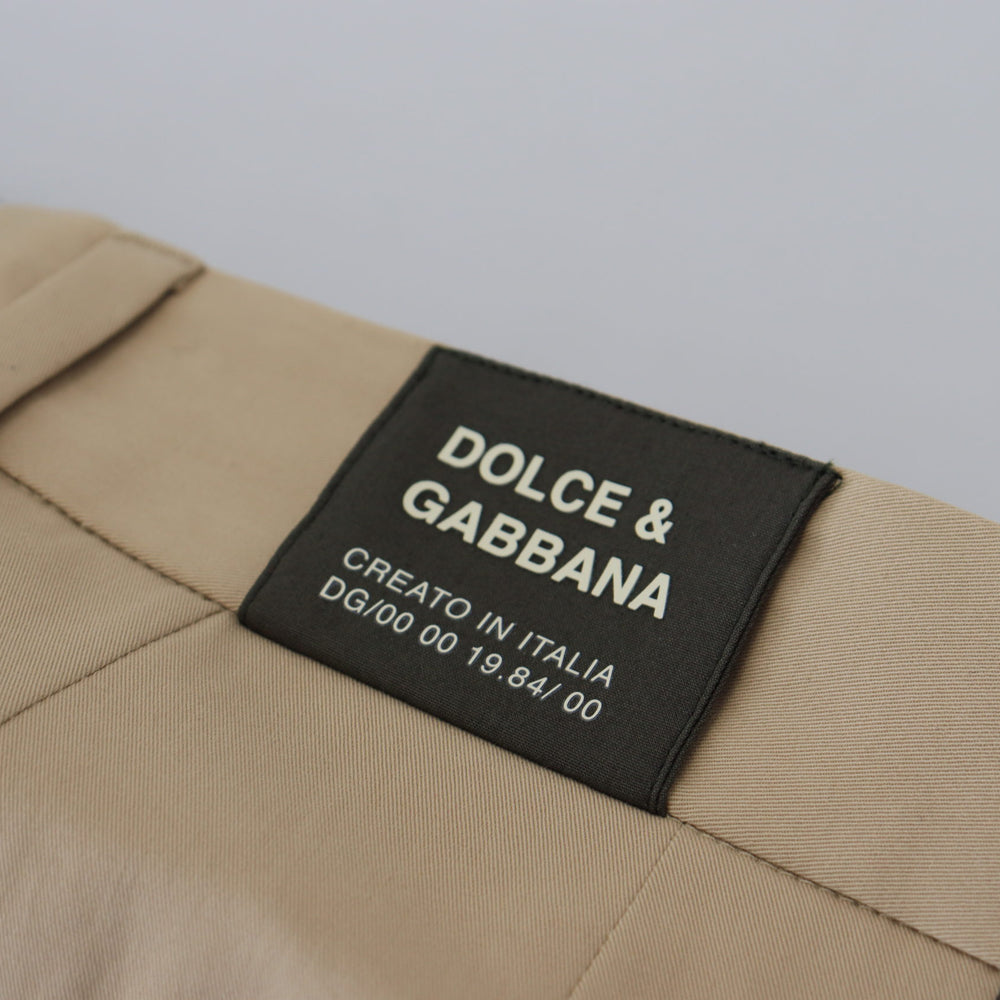 DOLCE &
GABBANA
CREATO IN ITALIA
DG/00 00 19.84/ 00